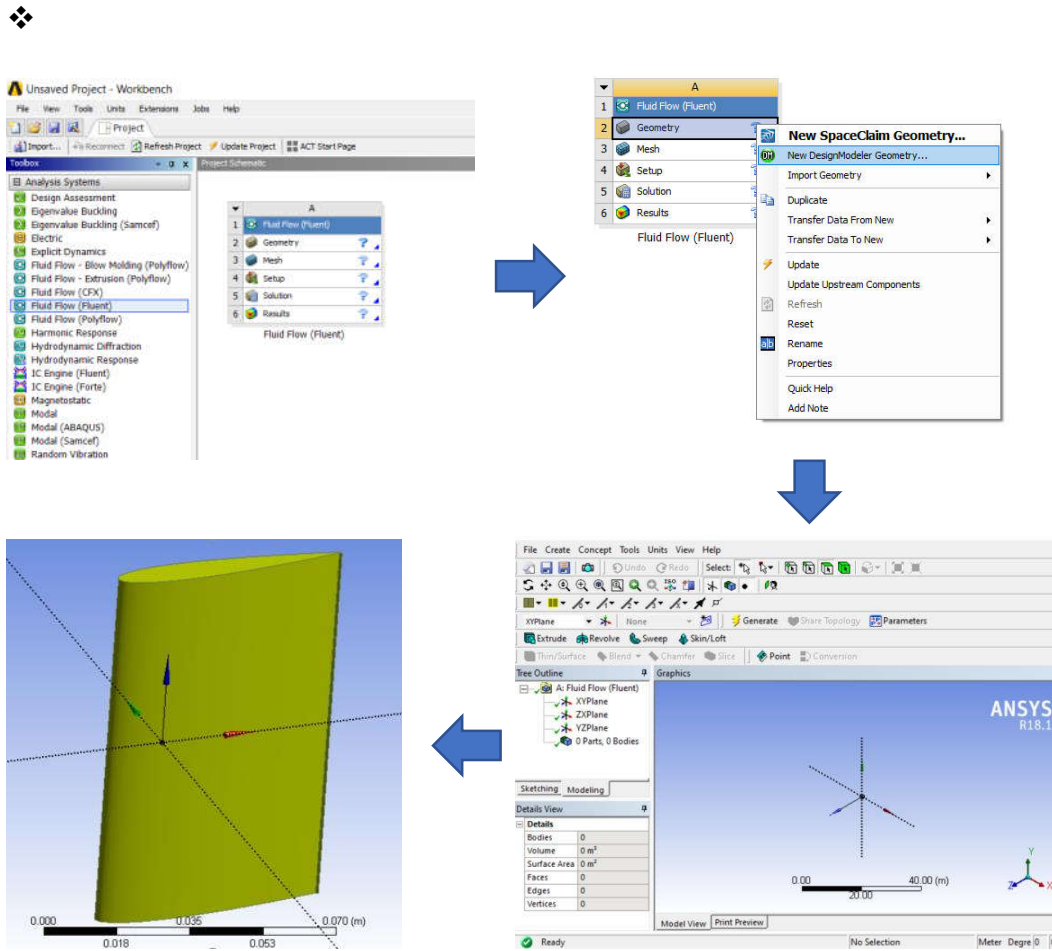 Unsaved Project - Workbench
File View Tools Units Extensions Jobs Help
Project
Import... Reconnect Refresh Project Update Project ACT Start Page
Toolbox
Project Schematic
Analysis Systems
Design Assessment
Eigenvalue Buckling
Eigenvalue Buckling (Samcef)
Electric
Explicit Dynamics
Fluid Flow - Blow Molding (Polyflow)
Fluid Flow - Extrusion (Polyflow)
Fluid Flow (CFX)
Fluid Flow (Fluent)
Fluid Flow (Polyflow)
Harmonic Response
Hydrodynamic Diffraction
Hydrodynamic Response
IC Engine (Fluent)
IC Engine (Forte)
Magnetostatic
Modal
Modal (ABAQUS)
Modal (Samcef)
Random Vibration
A
1 Fluid Flow (Fluent)
2 Geometry ?
3 Mesh ?
4 Setup ?
5 Solution ?
6 Results ?
Fluid Flow (Fluent)
A
1 Fluid Flow (Fluent)
2 Geometry
3 Mesh
4 Setup
5 Solution
6 Results
Fluid Flow (Fluent)
New SpaceClaim Geometry...
DM New DesignModeler Geometry...
Import Geometry
Duplicate
Transfer Data From New
Transfer Data To New
Update
Update Upstream Components
Refresh
Reset
a|b Rename
Properties
Quick Help
Add Note
File Create Concept Tools Units View Help
Undo Redo Select:
ISO
XYPlane None Generate Share Topology Parameters
Extrude Revolve Sweep Skin/Loft
Thin/Surface Blend Chamfer Slice Point Conversion
Tree Outline
A: Fluid Flow (Fluent)
XYPlane
ZXPlane
YZPlane
0 Parts, 0 Bodies
Sketching Modeling
Details View
Details
Bodies 0
Volume 0 m³
Surface Area 0 m²
Faces 0
Edges 0
Vertices 0
Graphics
ANSYS
R18.1
0.00 40.00 (m)
20.00
Y
Z X
Model View Print Preview
Ready No Selection Meter Degre 0
0.000 0.035 0.070 (m)
0.018 0.053